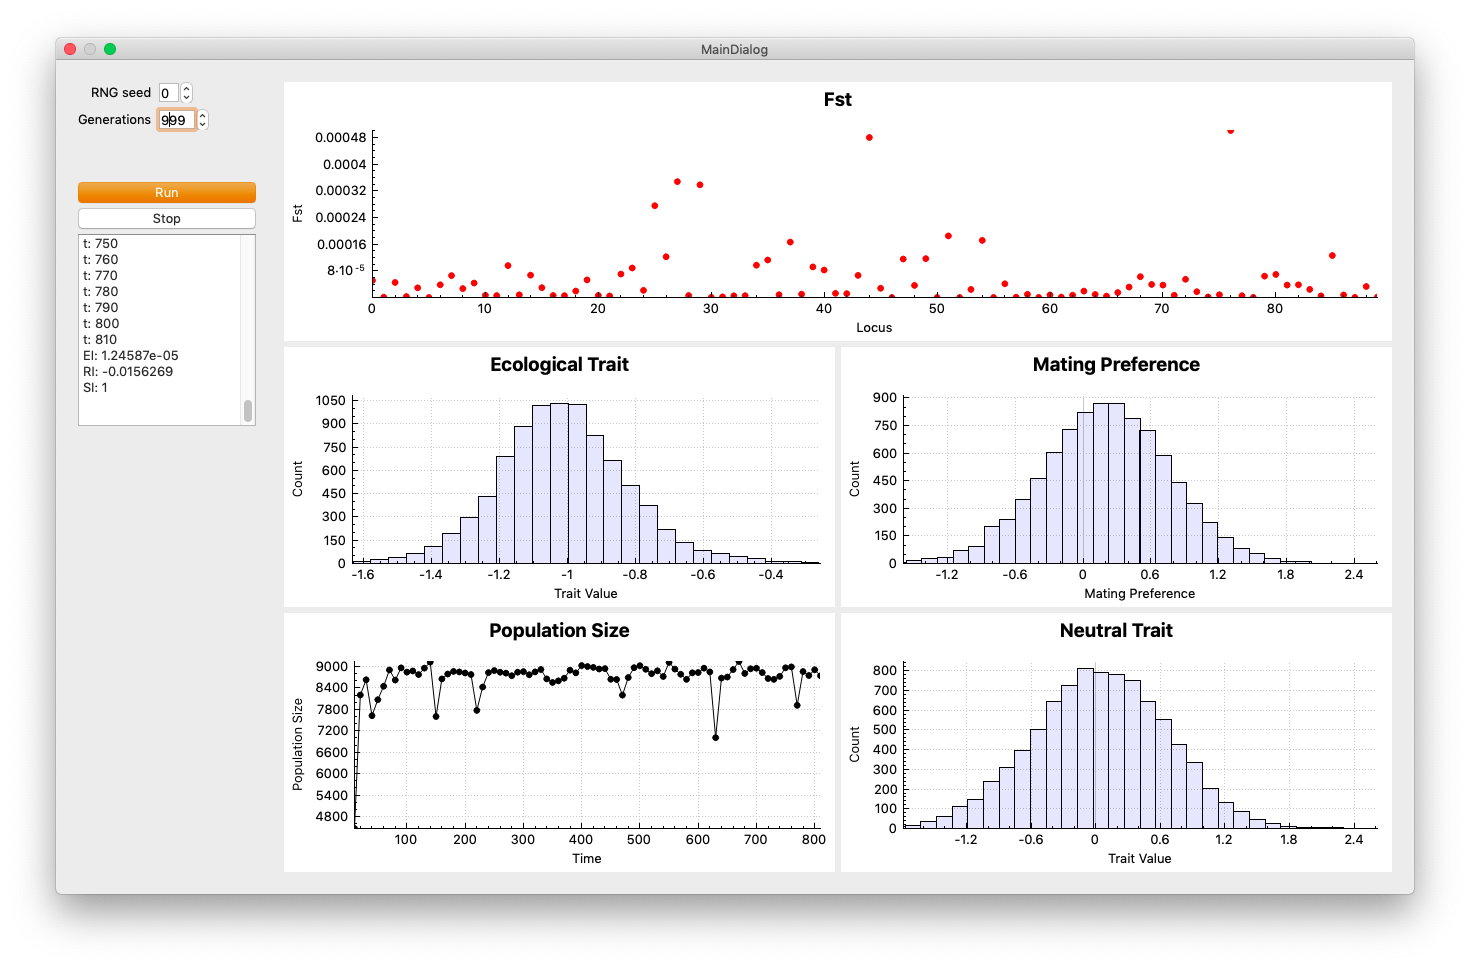 MainDialog
RNG seed 0
Generations 999
Run
Stop
t: 750
t: 760
t: 770
t: 780
t: 790
t: 800
t: 810
EI: 1.24587e-05
RI: -0.0156269
SI: 1
Fst
0.00048
0.0004
0.00032
0.00024
0.00016
8·10⁻⁵
Fst
0 10 20 30 40 50 60 70 80
Locus
Ecological Trait
1050
900
750
600
450
300
150
0
Count
-1.6 -1.4 -1.2 -1 -0.8 -0.6 -0.4
Trait Value
Mating Preference
900
750
600
450
300
150
0
Count
-1.2 -0.6 0 0.6 1.2 1.8 2.4
Mating Preference
Population Size
9000
8400
7800
7200
6600
6000
5400
4800
Population Size
100 200 300 400 500 600 700 800
Time
Neutral Trait
800
700
600
500
400
300
200
100
0
Count
-1.2 -0.6 0 0.6 1.2 1.8 2.4
Trait Value